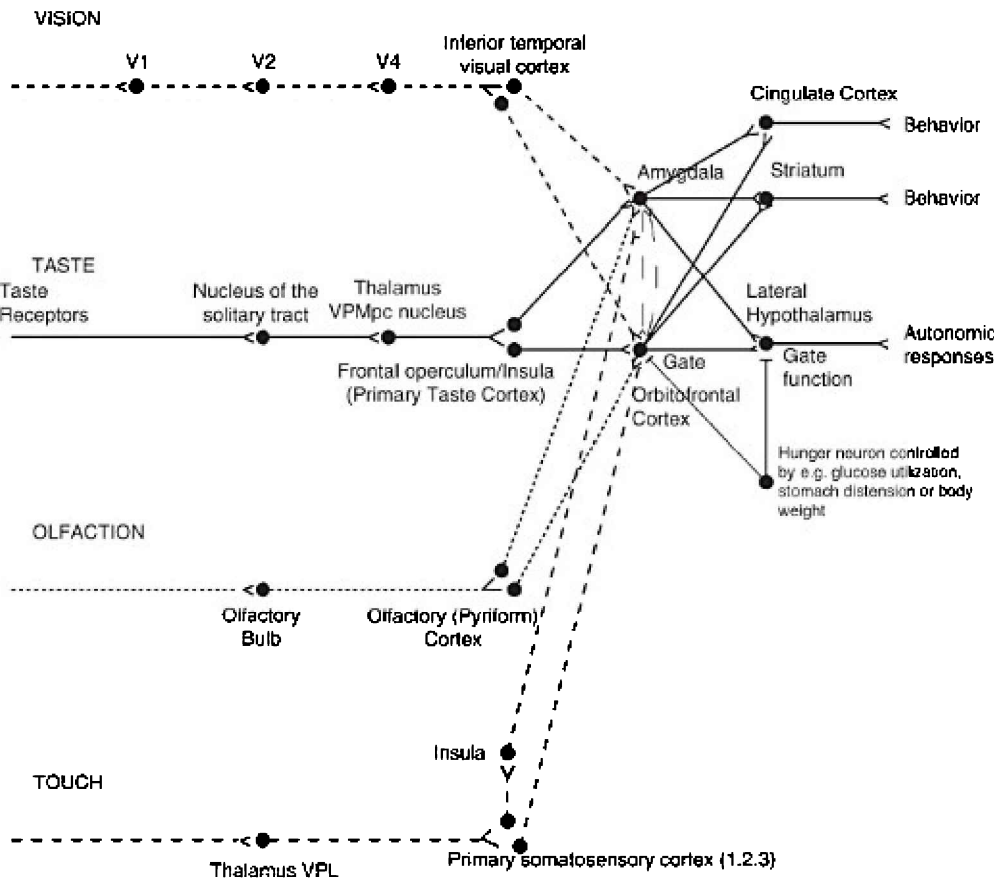 VISION
V1
V2
V4
Inferior temporal
visual cortex
Cingulate Cortex
Behavior
Amygdala
Striatum
Behavior
TASTE
Taste
Receptors
Nucleus of the
solitary tract
Thalamus
VPMpc nucleus
Lateral
Hypothalamus
Autonomic
responses
Frontal operculum/Insula
(Primary Taste Cortex)
Gate
Orbitofrontal
Cortex
Gate
function
Hunger neuron controlled
by e.g. glucose utilization,
stomach distension or body
weight
OLFACTION
Olfactory
Bulb
Olfactory (Pyriform)
Cortex
Insula
TOUCH
Thalamus VPL
Primary somatosensory cortex (1.2.3)